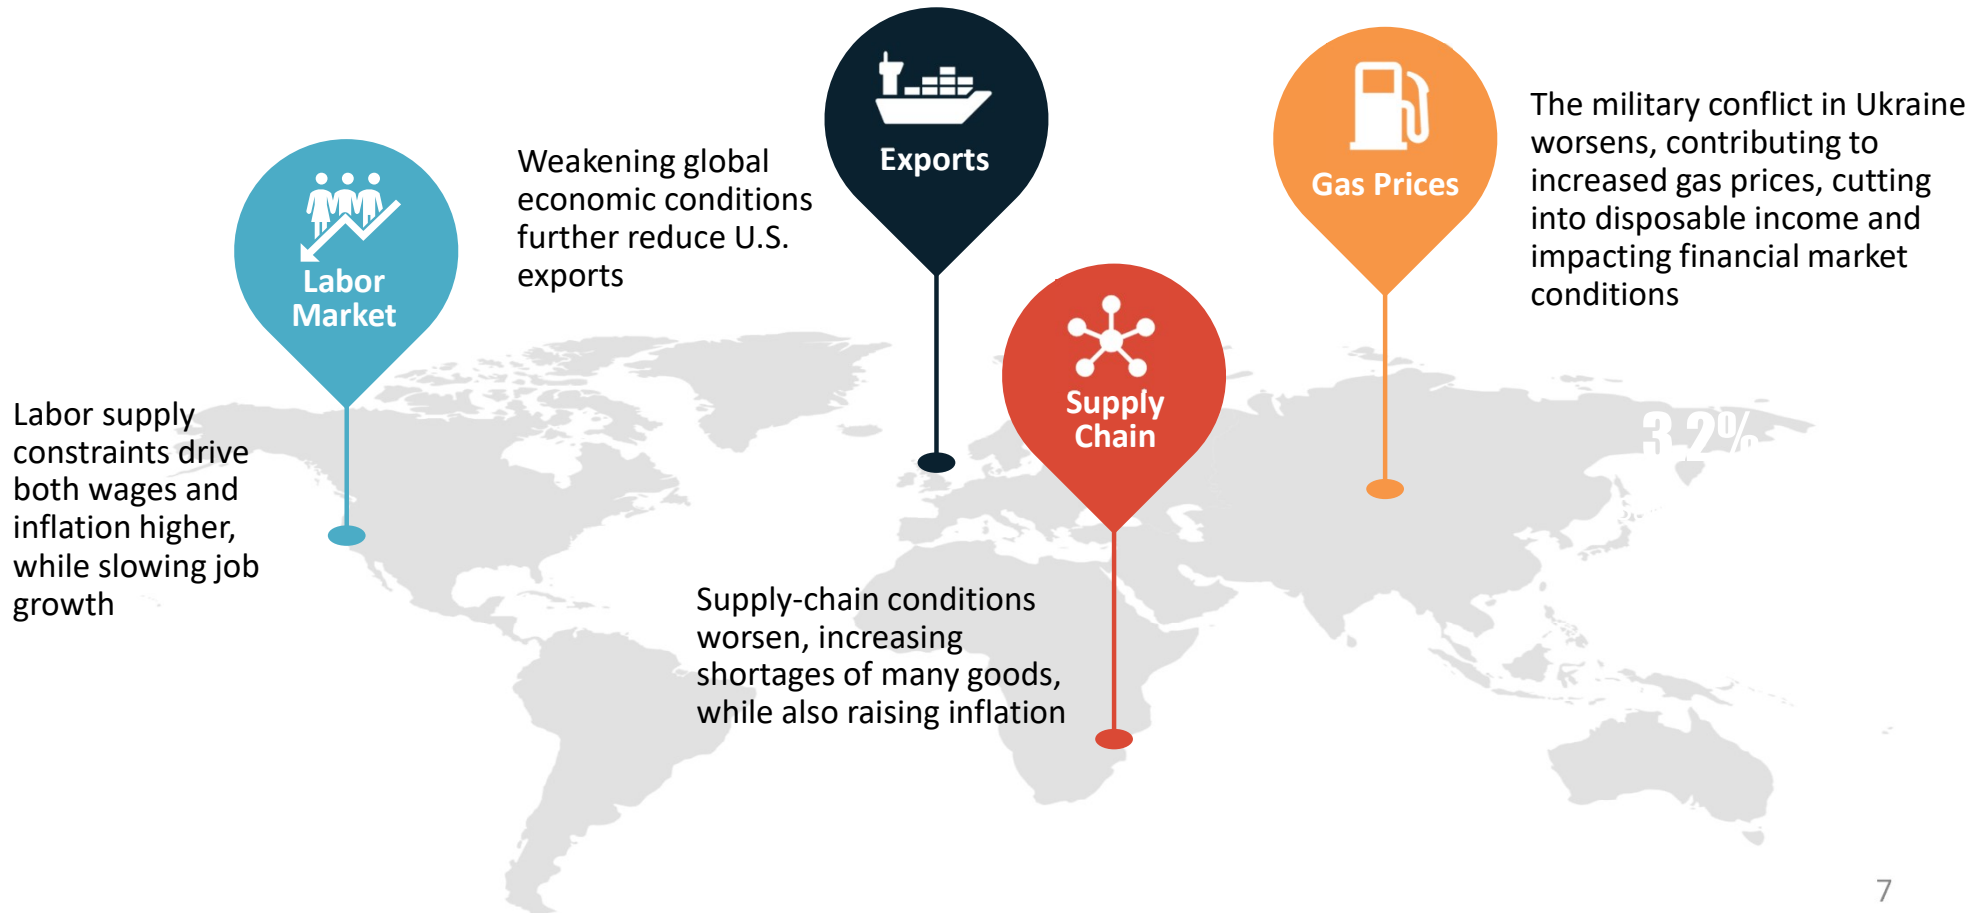 Labor
Market
Labor supply
constraints drive
both wages and
inflation higher,
while slowing job
growth
Exports
Weakening global
economic conditions
further reduce U.S.
exports
Supply
Chain
Supply-chain conditions
worsen, increasing
shortages of many goods,
while also raising inflation
Gas Prices
The military conflict in Ukraine
worsens, contributing to
increased gas prices, cutting
into disposable income and
impacting financial market
conditions
3.2%
7